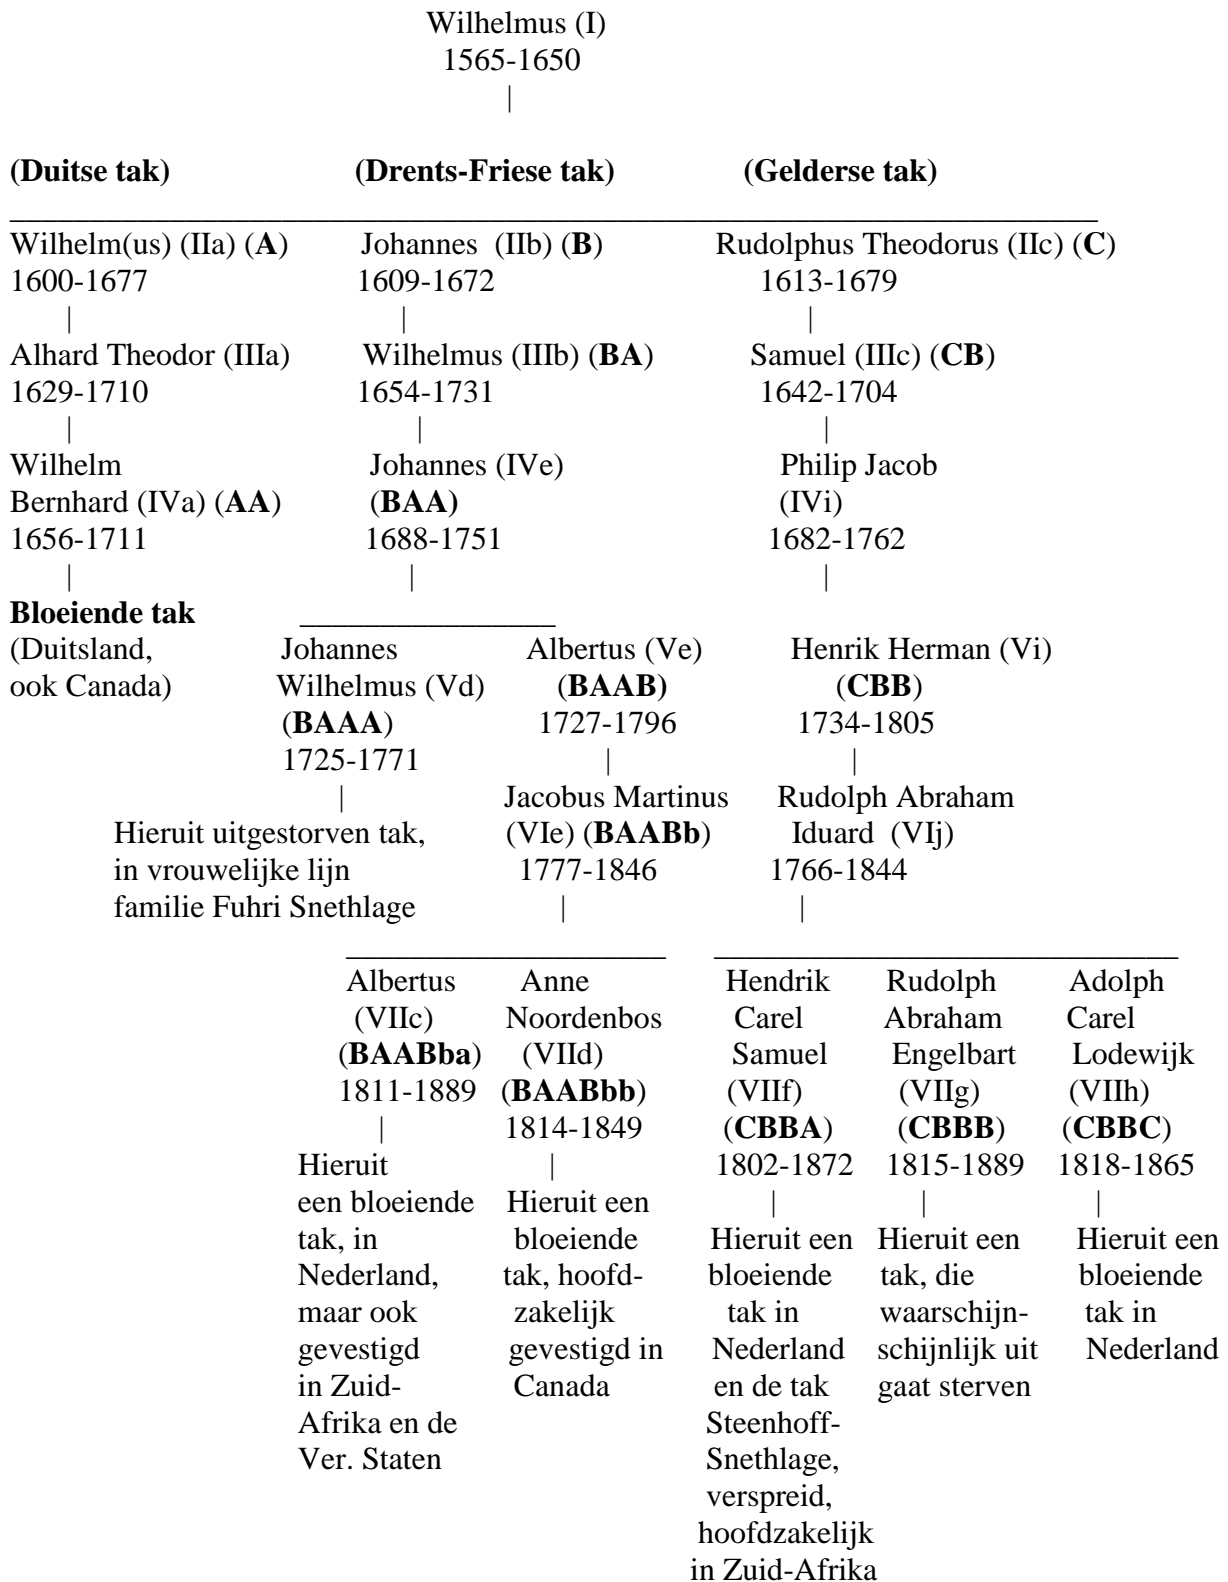 Wilhelmus (I)
1565-1650
|
(Duitse tak) (Drents-Friese tak) (Gelderse tak)
Wilhelm(us) (IIa) (A) Johannes (IIb) (B) Rudolphus Theodorus (IIc) (C)
1600-1677 1609-1672 1613-1679
| | |
Alhard Theodor (IIIa) Wilhelmus (IIIb) (BA) Samuel (IIIc) (CB)
1629-1710 1654-1731 1642-1704
| | |
Wilhelm Johannes (IVe) Philip Jacob
Bernhard (IVa) (AA) (BAA) (IVi)
1656-1711 1688-1751 1682-1762
| | |
Bloeiende tak
(Duitsland, Johannes Albertus (Ve) Henrik Herman (Vi)
ook Canada) Wilhelmus (Vd) (BAAB) (CBB)
(BAAA) 1727-1796 1734-1805
1725-1771 | |
| Jacobus Martinus Rudolph Abraham
Hieruit uitgestorven tak, (VIe) (BAABb) Iduard (VIj)
in vrouwelijke lijn 1777-1846 1766-1844
familie Fuhri Snethlage | |
Albertus Anne Hendrik Rudolph Adolph
(VIIc) Noordenbos Carel Abraham Carel
(BAABba) (VIId) Samuel Engelbart Lodewijk
1811-1889 (BAABbb) (VIIf) (VIIg) (VIIh)
| 1814-1849 (CBBA) (CBBB) (CBBC)
Hieruit | 1802-1872 1815-1889 1818-1865
een bloeiende Hieruit een | | |
tak, in bloeiende Hieruit een Hieruit een Hieruit een
Nederland, tak, hoofd- bloeiende tak, die bloeiende
maar ook zakelijk tak in waarschijn- tak in
gevestigd gevestigd in Nederland schijnlijk uit Nederland
in Zuid- Canada en de tak gaat sterven
Afrika en de Steenhoff-
Ver. Staten Snethlage,
verspreid,
hoofdzakelijk
in Zuid-Afrika